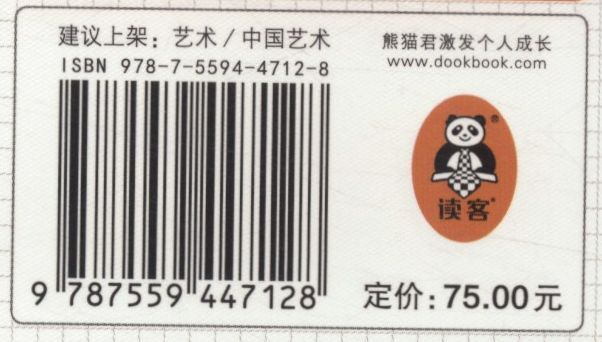 建议上架：艺术/中国艺术
ISBN 978-7-5594-4712-8
9 787559 447128
熊猫君激发个人成长
www.dookbook.com
®
读客®
定价：75.00元